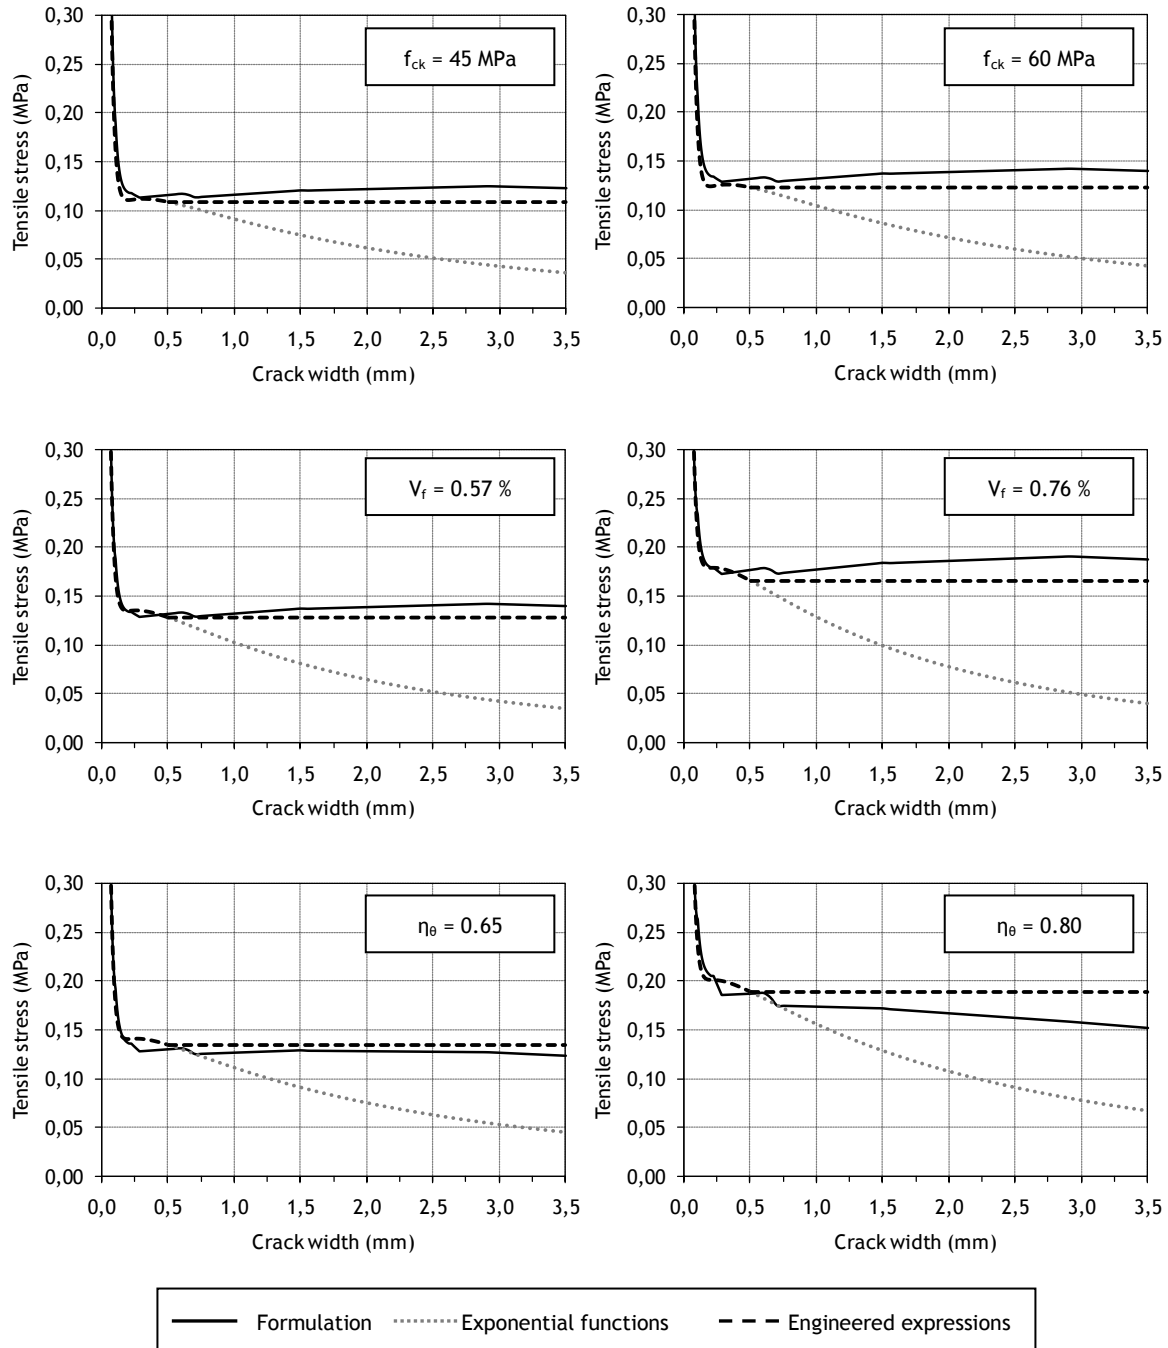 0,30
0,25
0,20
0,15
0,10
0,05
0,00
Tensile stress (MPa)
f_ck = 45 MPa
0,0 0,5 1,0 1,5 2,0 2,5 3,0 3,5
Crack width (mm)
0,30
0,25
0,20
0,15
0,10
0,05
0,00
Tensile stress (MPa)
f_ck = 60 MPa
0,0 0,5 1,0 1,5 2,0 2,5 3,0 3,5
Crack width (mm)
0,30
0,25
0,20
0,15
0,10
0,05
0,00
Tensile stress (MPa)
V_f = 0.57 %
0,0 0,5 1,0 1,5 2,0 2,5 3,0 3,5
Crack width (mm)
0,30
0,25
0,20
0,15
0,10
0,05
0,00
Tensile stress (MPa)
V_f = 0.76 %
0,0 0,5 1,0 1,5 2,0 2,5 3,0 3,5
Crack width (mm)
0,30
0,25
0,20
0,15
0,10
0,05
0,00
Tensile stress (MPa)
η_θ = 0.65
0,0 0,5 1,0 1,5 2,0 2,5 3,0 3,5
Crack width (mm)
0,30
0,25
0,20
0,15
0,10
0,05
0,00
Tensile stress (MPa)
η_θ = 0.80
0,0 0,5 1,0 1,5 2,0 2,5 3,0 3,5
Crack width (mm)
Formulation Exponential functions Engineered expressions